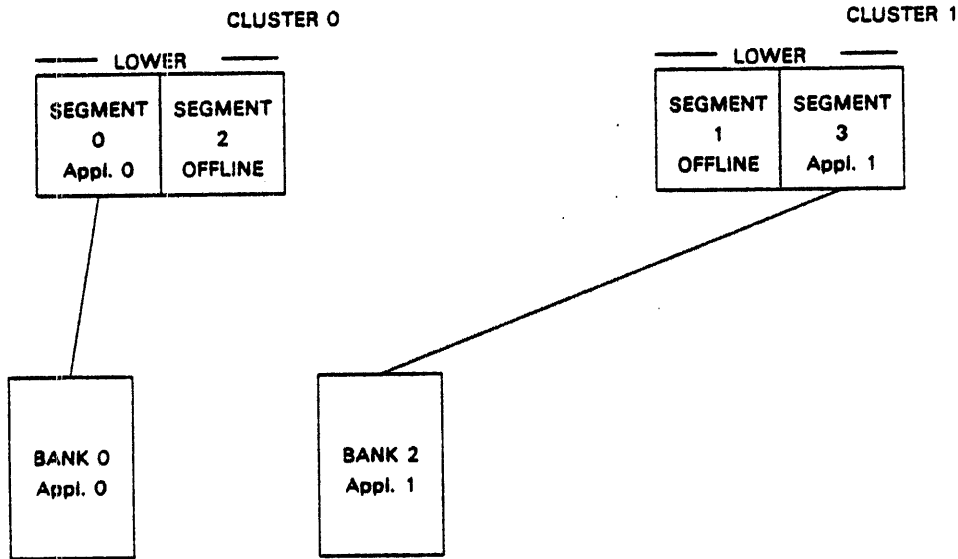 CLUSTER 0
LOWER
SEGMENT
0
Appl. 0
SEGMENT
2
OFFLINE
CLUSTER 1
LOWER
SEGMENT
1
OFFLINE
SEGMENT
3
Appl. 1
BANK 0
Appl. 0
BANK 2
Appl. 1